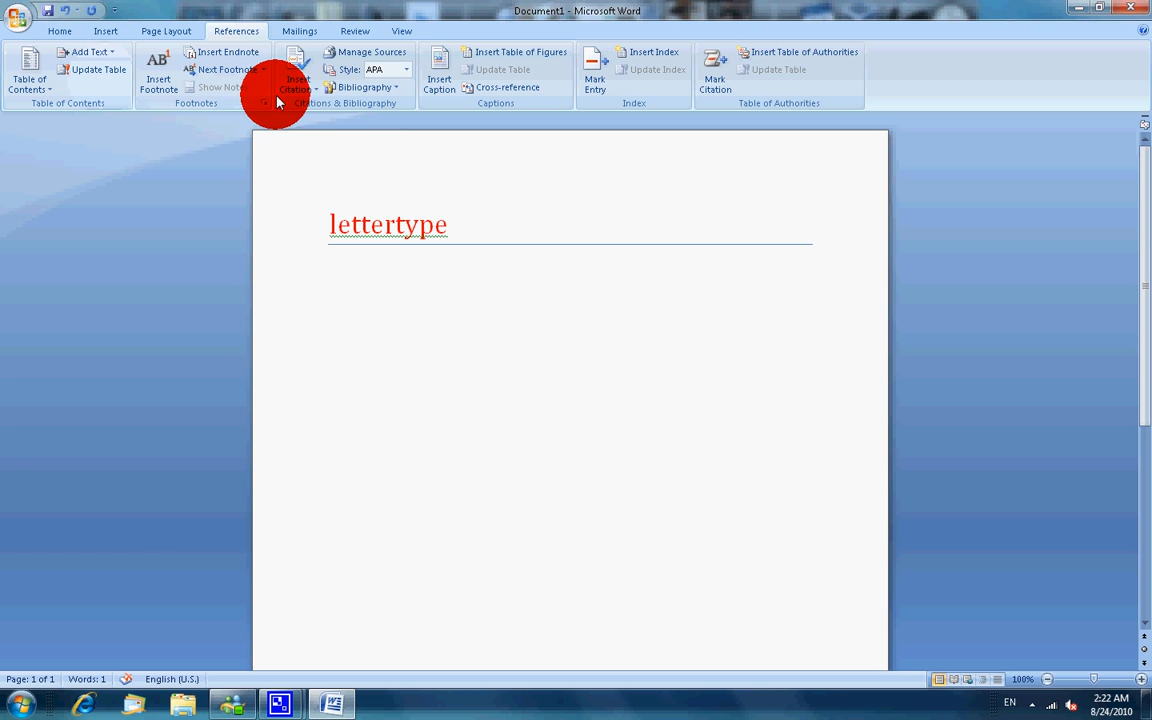 Document1 - Microsoft Word
Home Insert Page Layout References Mailings Review View
Table of Contents
Add Text
Update Table
Table of Contents
AB1
Insert Footnote
Insert Endnote
AB1 Next Footnote
Show Notes
Footnotes
Insert Citation
Manage Sources
Style: APA
Bibliography
Citations & Bibliography
Insert Caption
Insert Table of Figures
Update Table
Cross-reference
Captions
Mark Entry
Insert Index
Update Index
Index
Mark Citation
Insert Table of Authorities
Update Table
Table of Authorities
lettertype
Page: 1 of 1 Words: 1 English (U.S.) 100%
EN 2:22 AM
8/24/2010